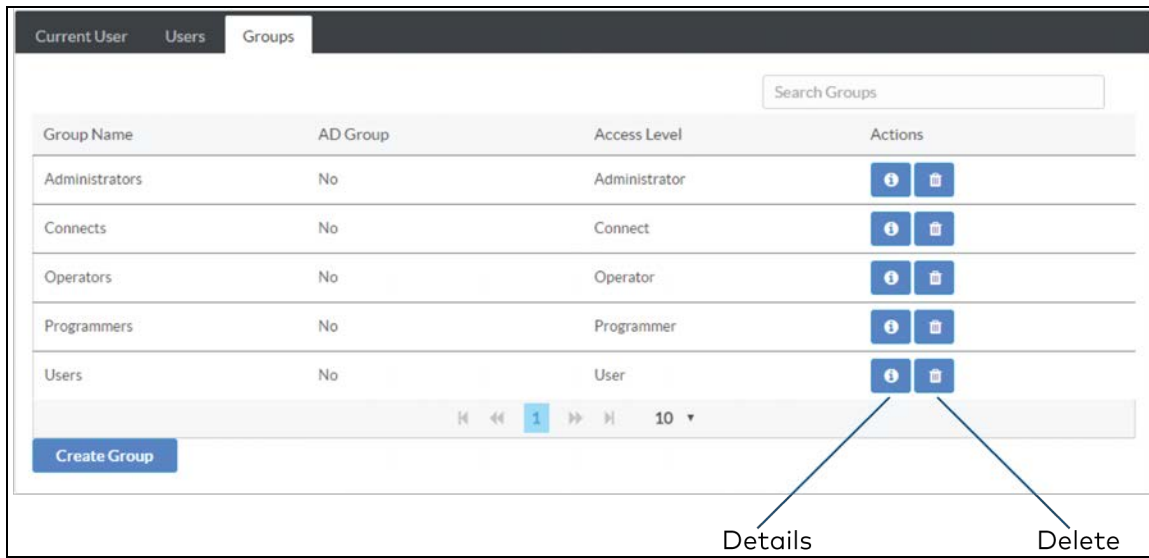 Current User Users Groups
Search Groups
Group Name AD Group Access Level Actions
Administrators No Administrator
Connects No Connect
Operators No Operator
Programmers No Programmer
Users No User
1 10
Create Group
Details Delete